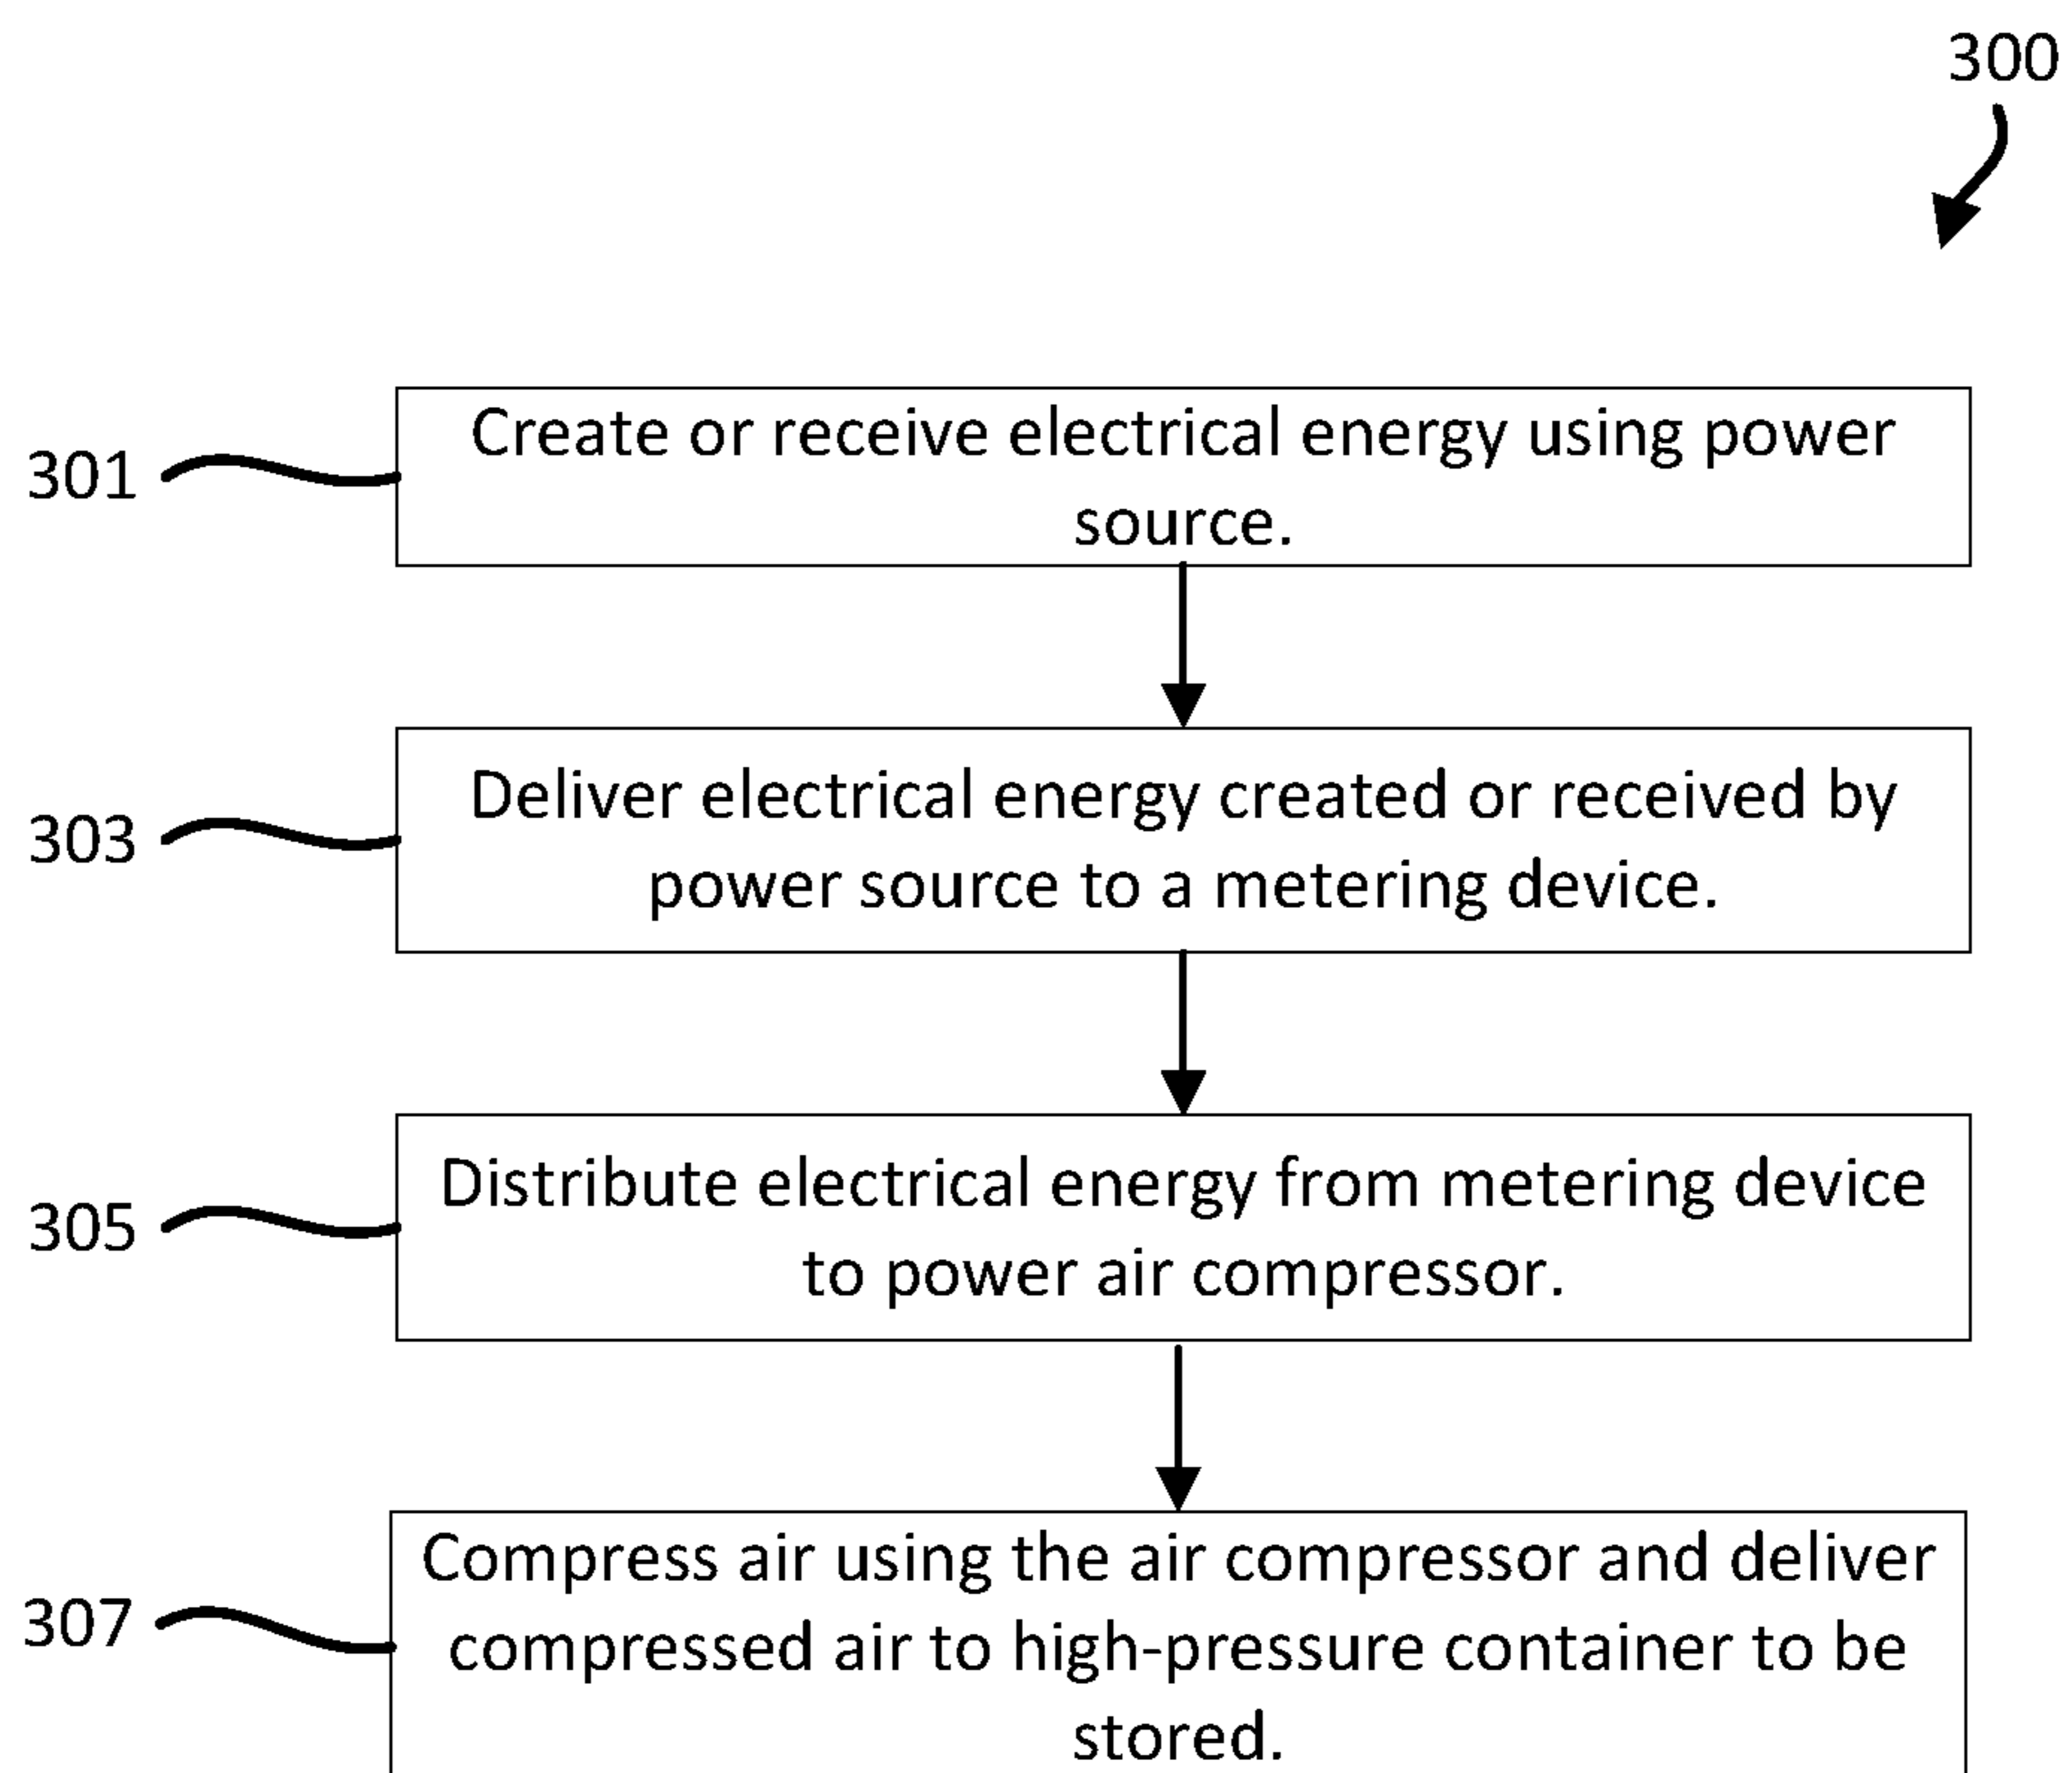 300
301
Create or receive electrical energy using power
source.
303
Deliver electrical energy created or received by
power source to a metering device.
305
Distribute electrical energy from metering device
to power air compressor.
307
Compress air using the air compressor and deliver
compressed air to high-pressure container to be
stored.